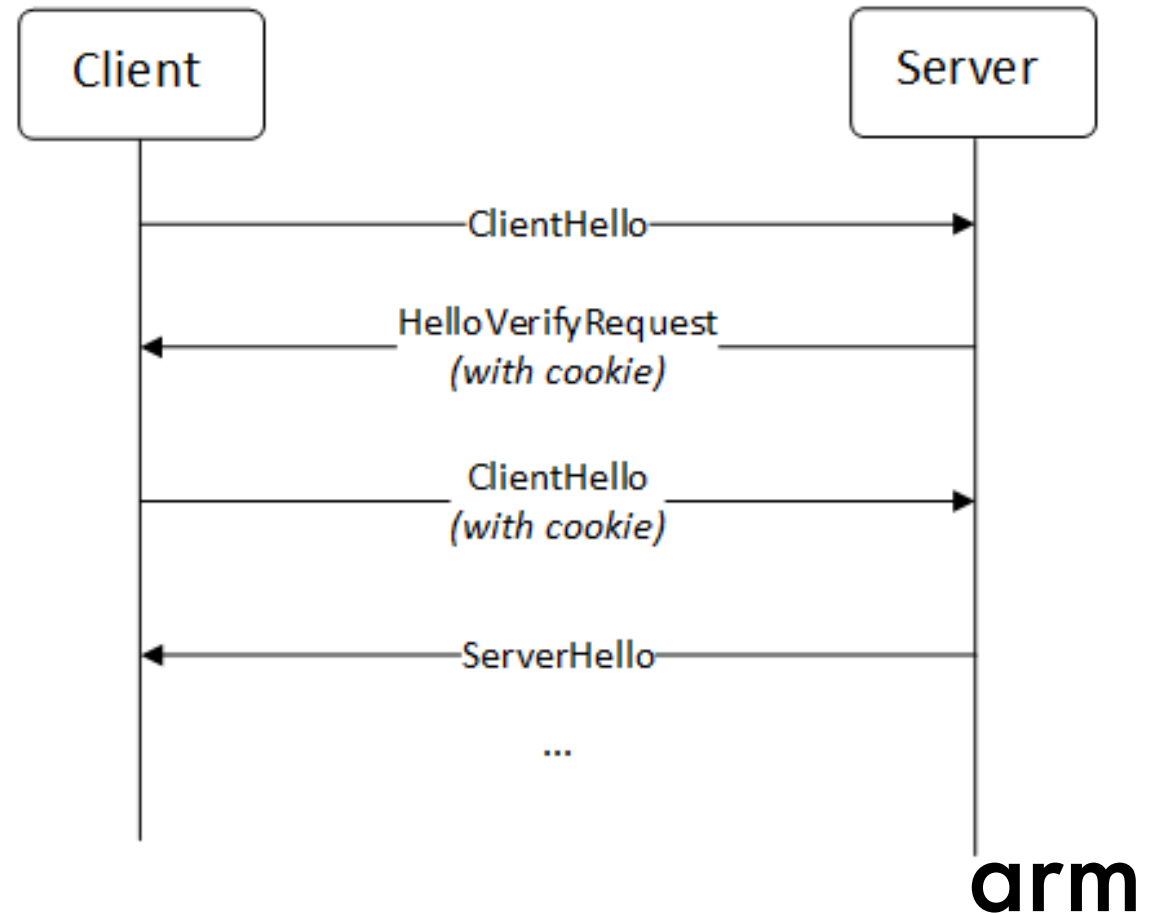 Client
Server
ClientHello
HelloVerifyRequest
(with cookie)
ClientHello
(with cookie)
ServerHello
...
arm